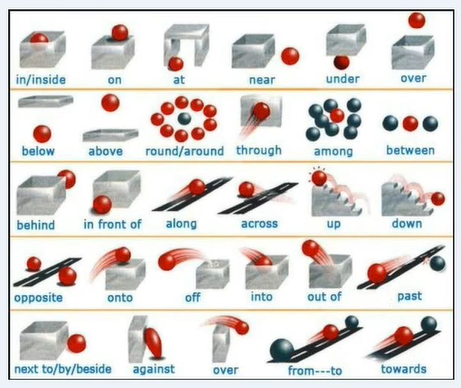 in/inside on at near under over
below above round/around through among between
behind in front of along across up down
opposite onto off into out of past
next to/by/beside against over from---to towards